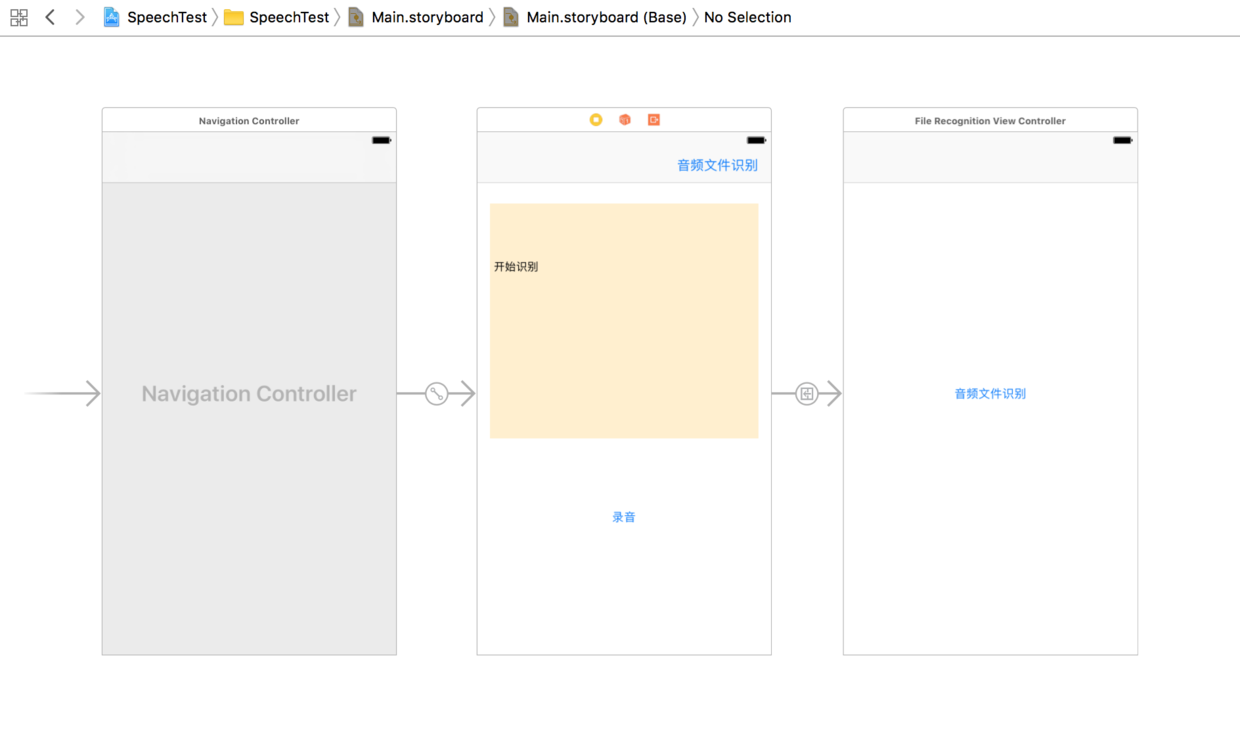 SpeechTest SpeechTest Main.storyboard Main.storyboard (Base) No Selection
Navigation Controller
File Recognition View Controller
音频文件识别
开始识别
Navigation Controller
音频文件识别
录音